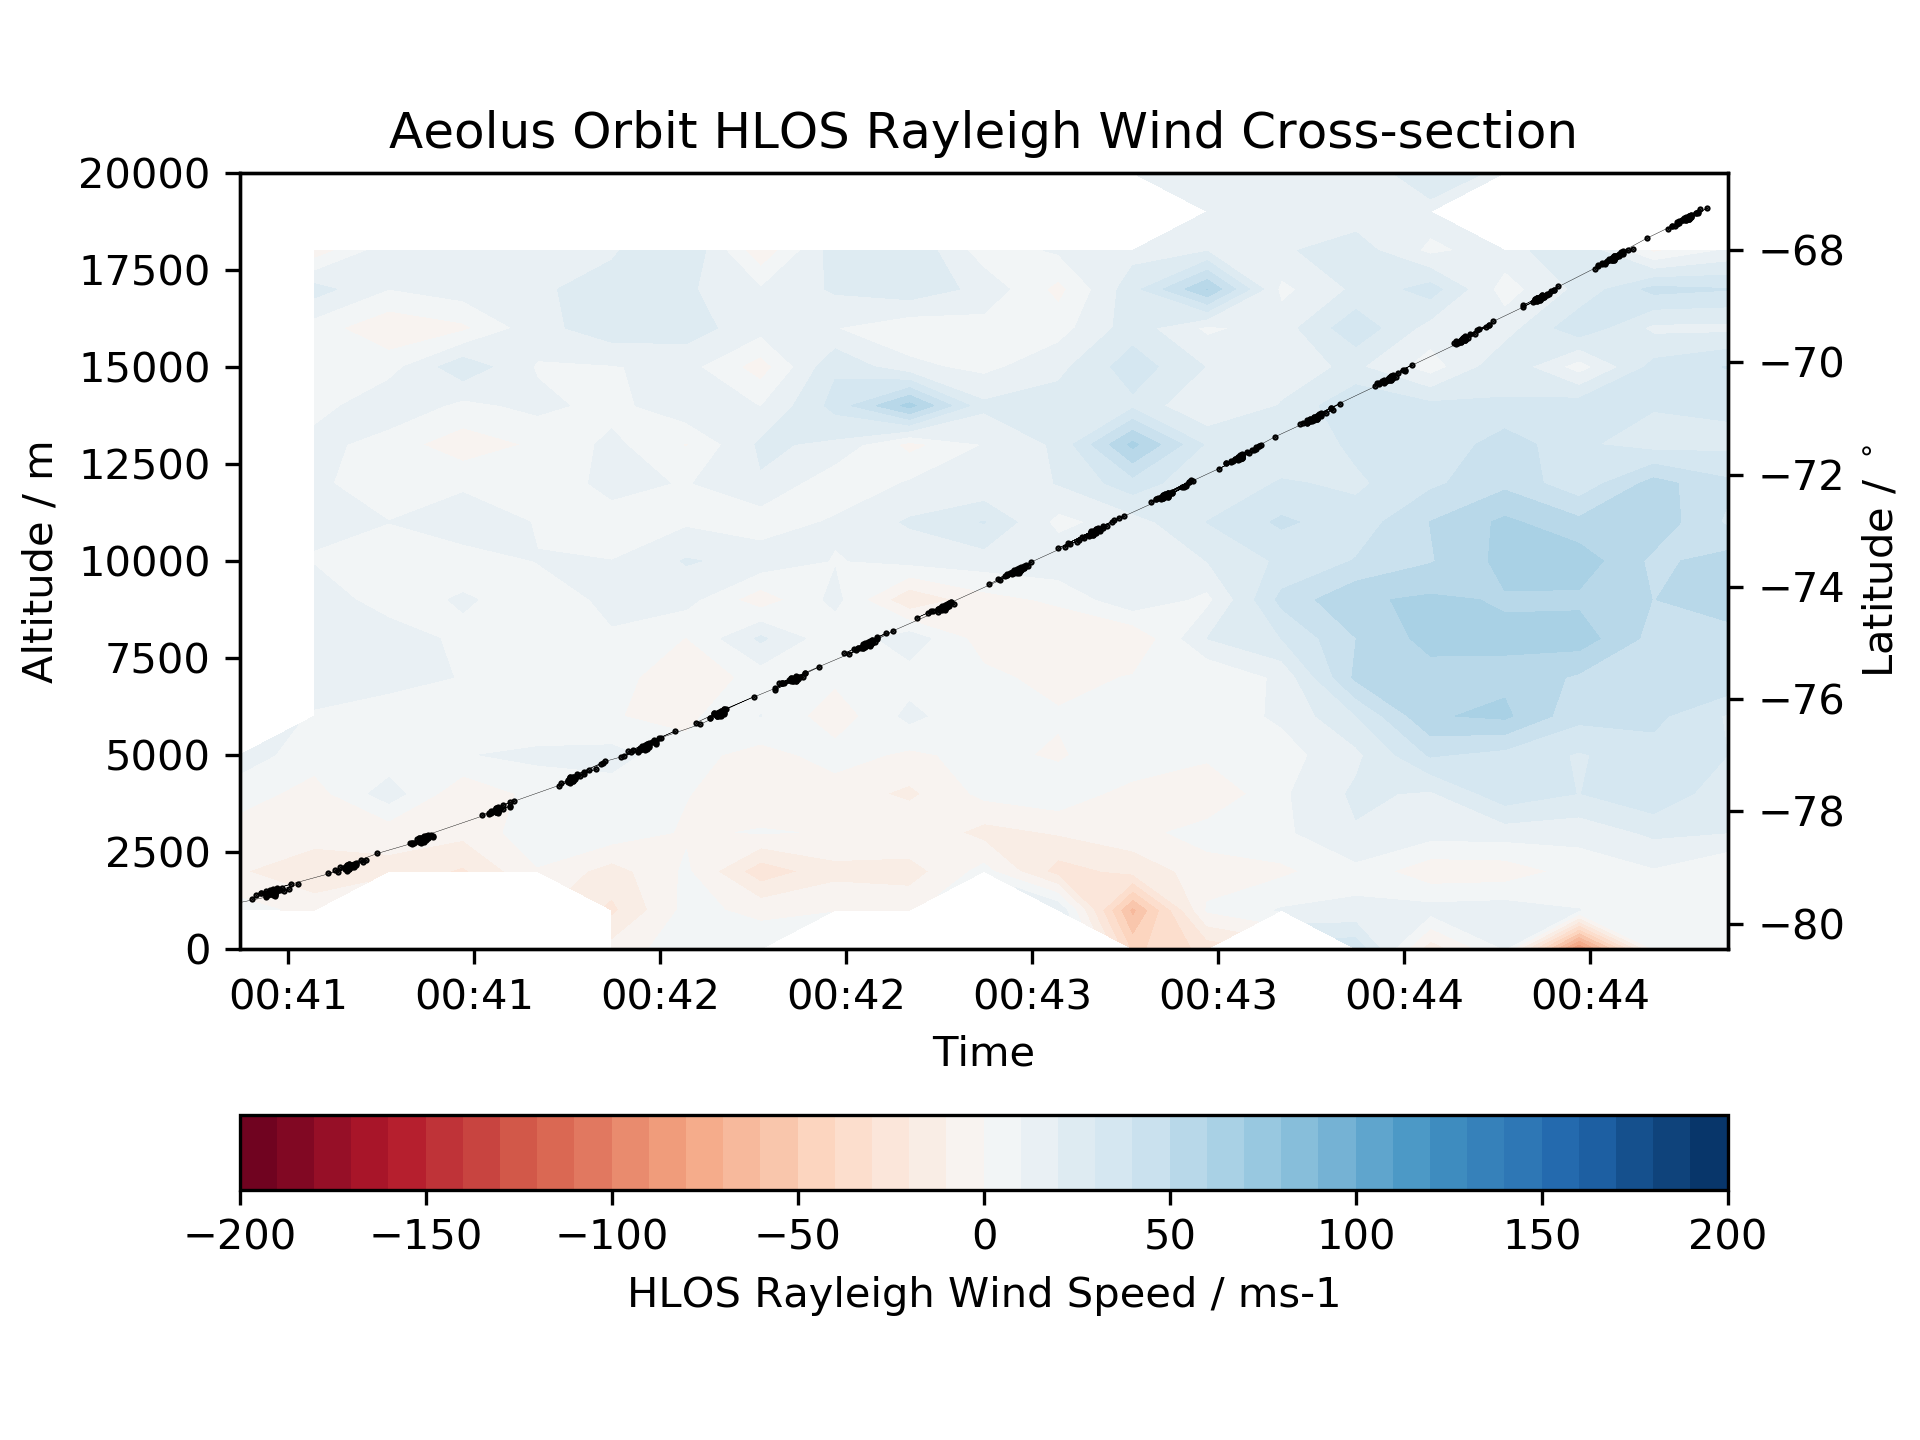 Aeolus Orbit HLOS Rayleigh Wind Cross-section
20000
17500
15000
12500
10000
7500
5000
2500
0
Altitude / m
−68
−70
−72
−74
−76
−78
−80
Latitude / °
00:41 00:41 00:42 00:42 00:43 00:43 00:44 00:44
Time
−200 −150 −100 −50 0 50 100 150 200
HLOS Rayleigh Wind Speed / ms-1